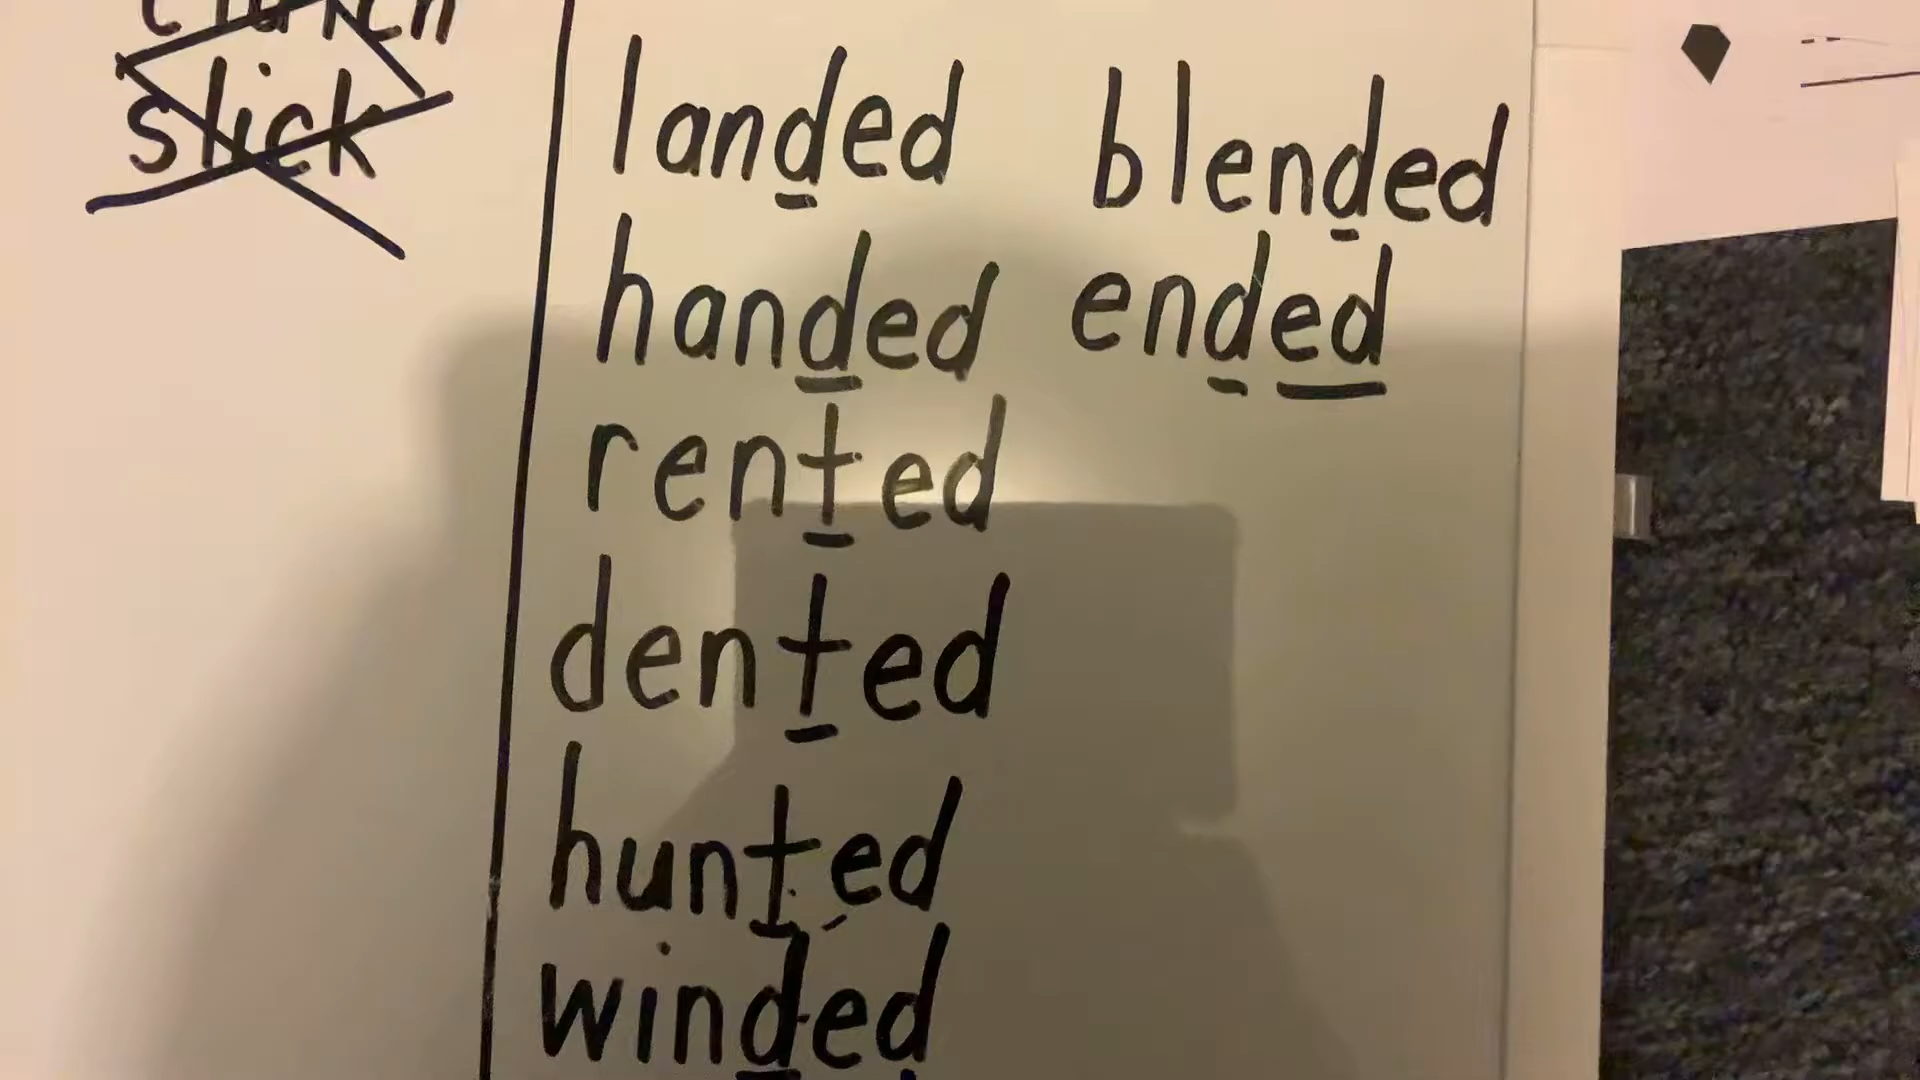 slick
landed blended
handed ended
rented
dented
hunted
winded